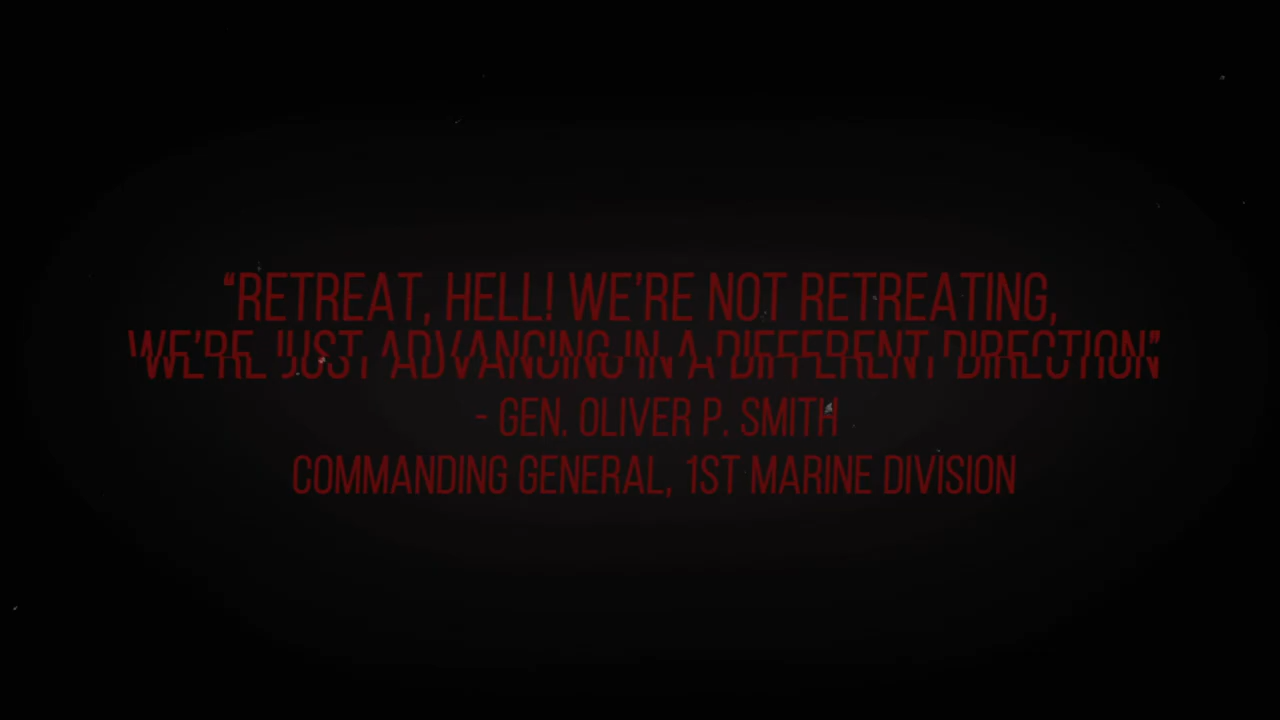 “RETREAT, HELL! WE’RE NOT RETREATING,
WE’RE JUST ADVANCING IN A DIFFERENT DIRECTION”
- GEN. OLIVER P. SMITH
COMMANDING GENERAL, 1ST MARINE DIVISION